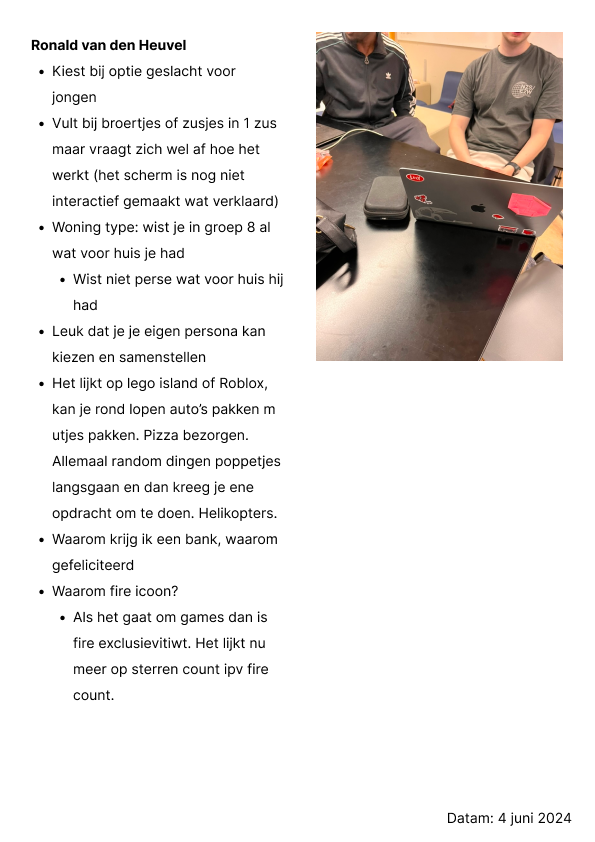 Ronald van den Heuvel
• Kiest bij optie geslacht voor
jongen
• Vult bij broertjes of zusjes in 1 zus
maar vraagt zich wel af hoe het
werkt (het scherm is nog niet
interactief gemaakt wat verklaard)
• Woning type: wist je in groep 8 al
wat voor huis je had
• Wist niet perse wat voor huis hij
had
• Leuk dat je je eigen persona kan
kiezen en samenstellen
• Het lijkt op lego island of Roblox,
kan je rond lopen auto’s pakken m
utjes pakken. Pizza bezorgen.
Allemaal random dingen poppetjes
langsgaan en dan kreeg je ene
opdracht om te doen. Helikopters.
• Waarom krijg ik een bank, waarom
gefeliciteerd
• Waarom fire icoon?
• Als het gaat om games dan is
fire exclusievitiwt. Het lijkt nu
meer op sterren count ipv fire
count.
Datam: 4 juni 2024